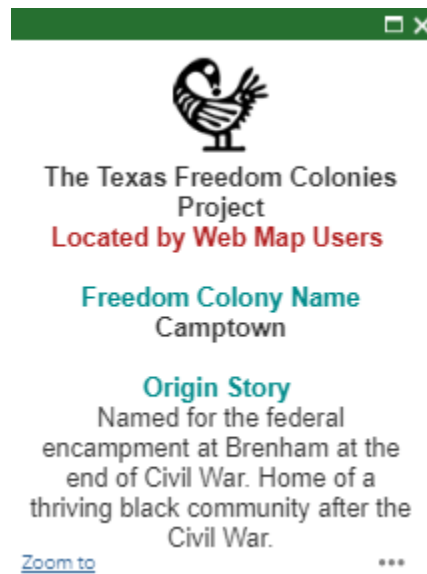 The Texas Freedom Colonies
Project
Located by Web Map Users
Freedom Colony Name
Camptown
Origin Story
Named for the federal
encampment at Brenham at the
end of Civil War. Home of a
thriving black community after the
Civil War.
Zoom to